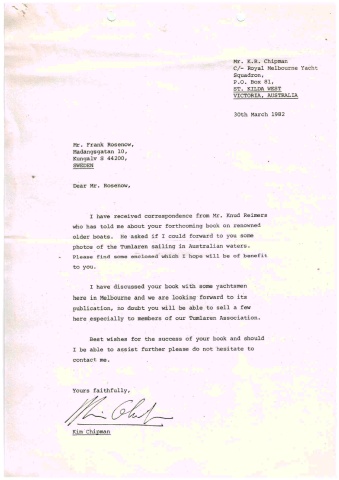 Mr. K.R. Chipman
C/- Royal Melbourne Yacht
Squadron,
P.O. Box 81,
ST. KILDA WEST
VICTORIA, AUSTRALIA
30th March 1982
Mr. Frank Rosenow,
Madangsgatan 10,
Kungalv S 44200,
SWEDEN
Dear Mr. Rosenow,
I have received correspondence from Mr. Knud Reimers
who has told me about your forthcoming book on renowned
older boats. He asked if I could forward to you some
photos of the Tumlaren sailing in Australian waters.
Please find some enclosed which I hope will be of benefit
to you.
I have discussed your book with some yachtsmen
here in Melbourne and we are looking forward to its
publication, no doubt you will be able to sell a few
here especially to members of our Tumlaren Association.
Best wishes for the success of your book and should
I be able to assist further please do not hesitate to
contact me.
Yours faithfully,
Kim Chipman
Kim Chipman